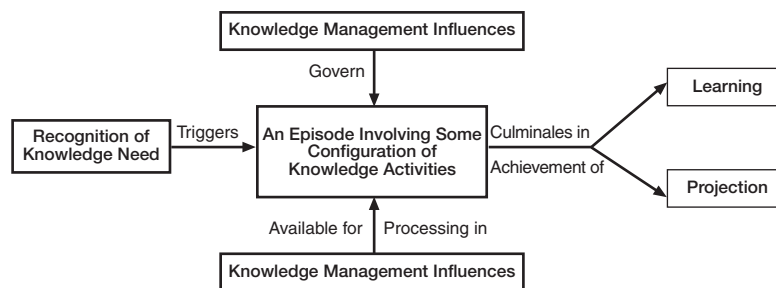 Knowledge Management Influences
Govern
Learning
Recognition of
Knowledge Need
Triggers
An Episode Involving Some
Configuration of
Knowledge Activities
Culminales in
Achievement of
Projection
Available for
Processing in
Knowledge Management Influences